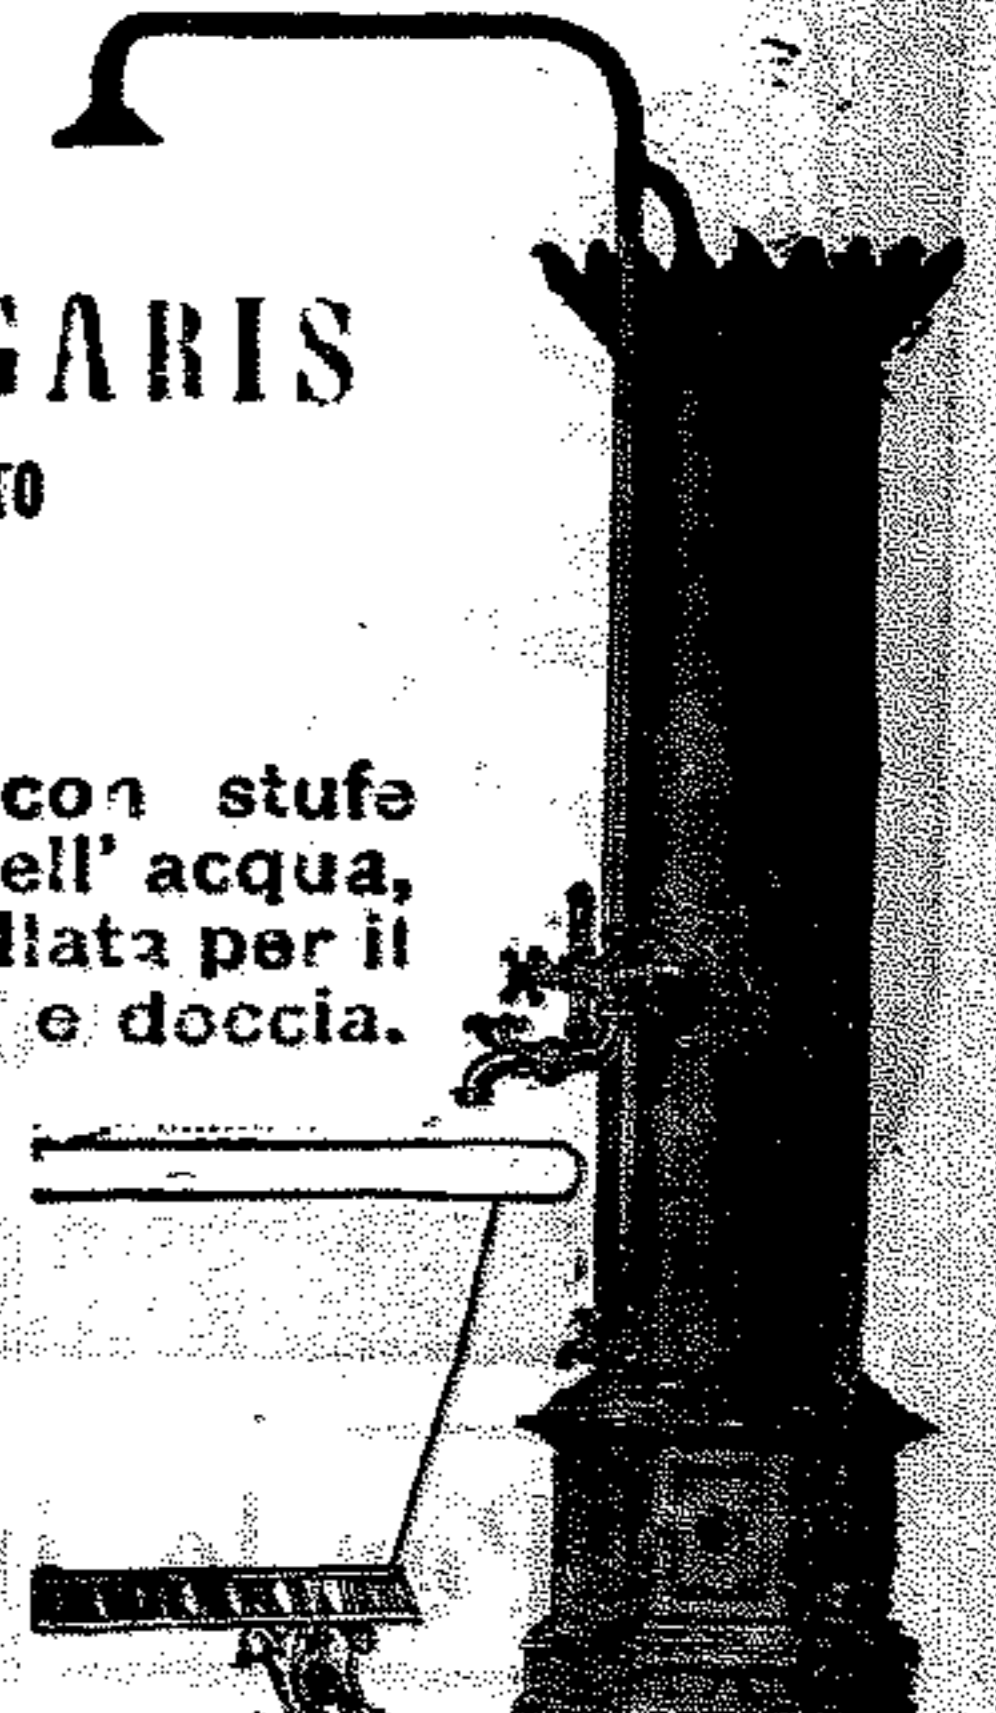 GARIS
TO
con stufe
ell' acqua,
llata per il
e doccia.